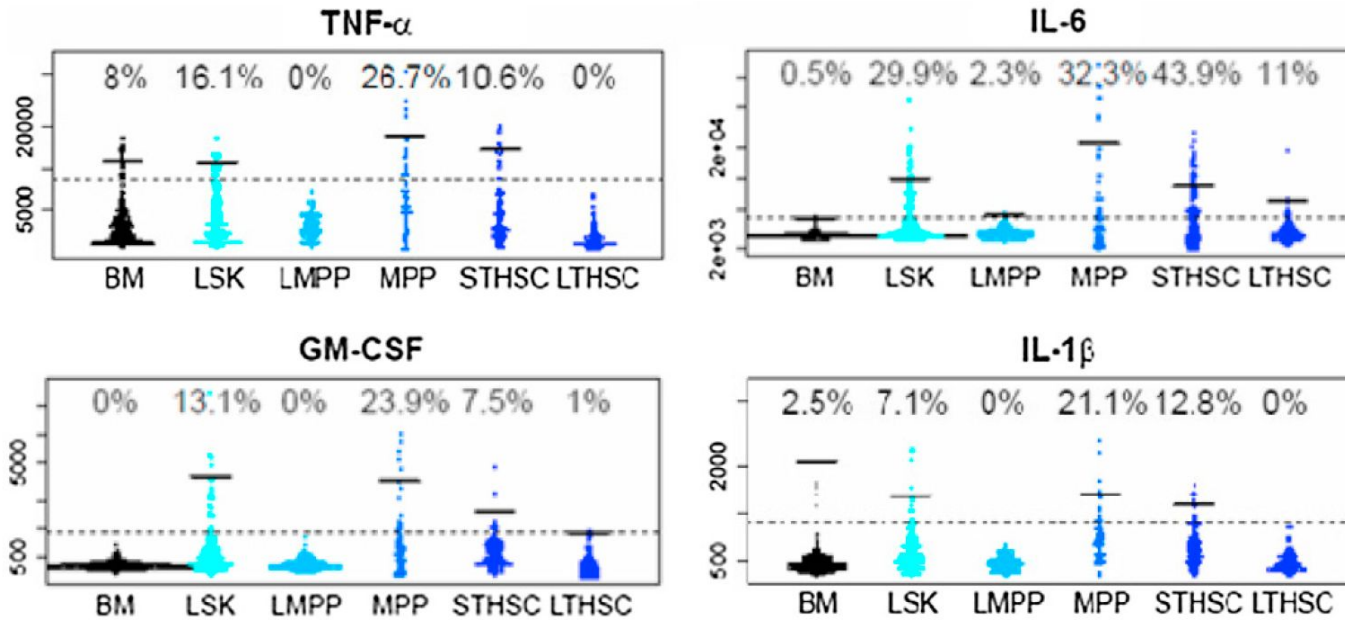 TNF-α
8% 16.1% 0% 26.7% 10.6% 0%
20000
5000
BM LSK LMPP MPP STHSC LTHSC
IL-6
0.5% 29.9% 2.3% 32.3% 43.9% 11%
2e+04
2e+03
BM LSK LMPP MPP STHSC LTHSC
GM-CSF
0% 13.1% 0% 23.9% 7.5% 1%
5000
500
BM LSK LMPP MPP STHSC LTHSC
IL-1β
2.5% 7.1% 0% 21.1% 12.8% 0%
2000
500
BM LSK LMPP MPP STHSC LTHSC